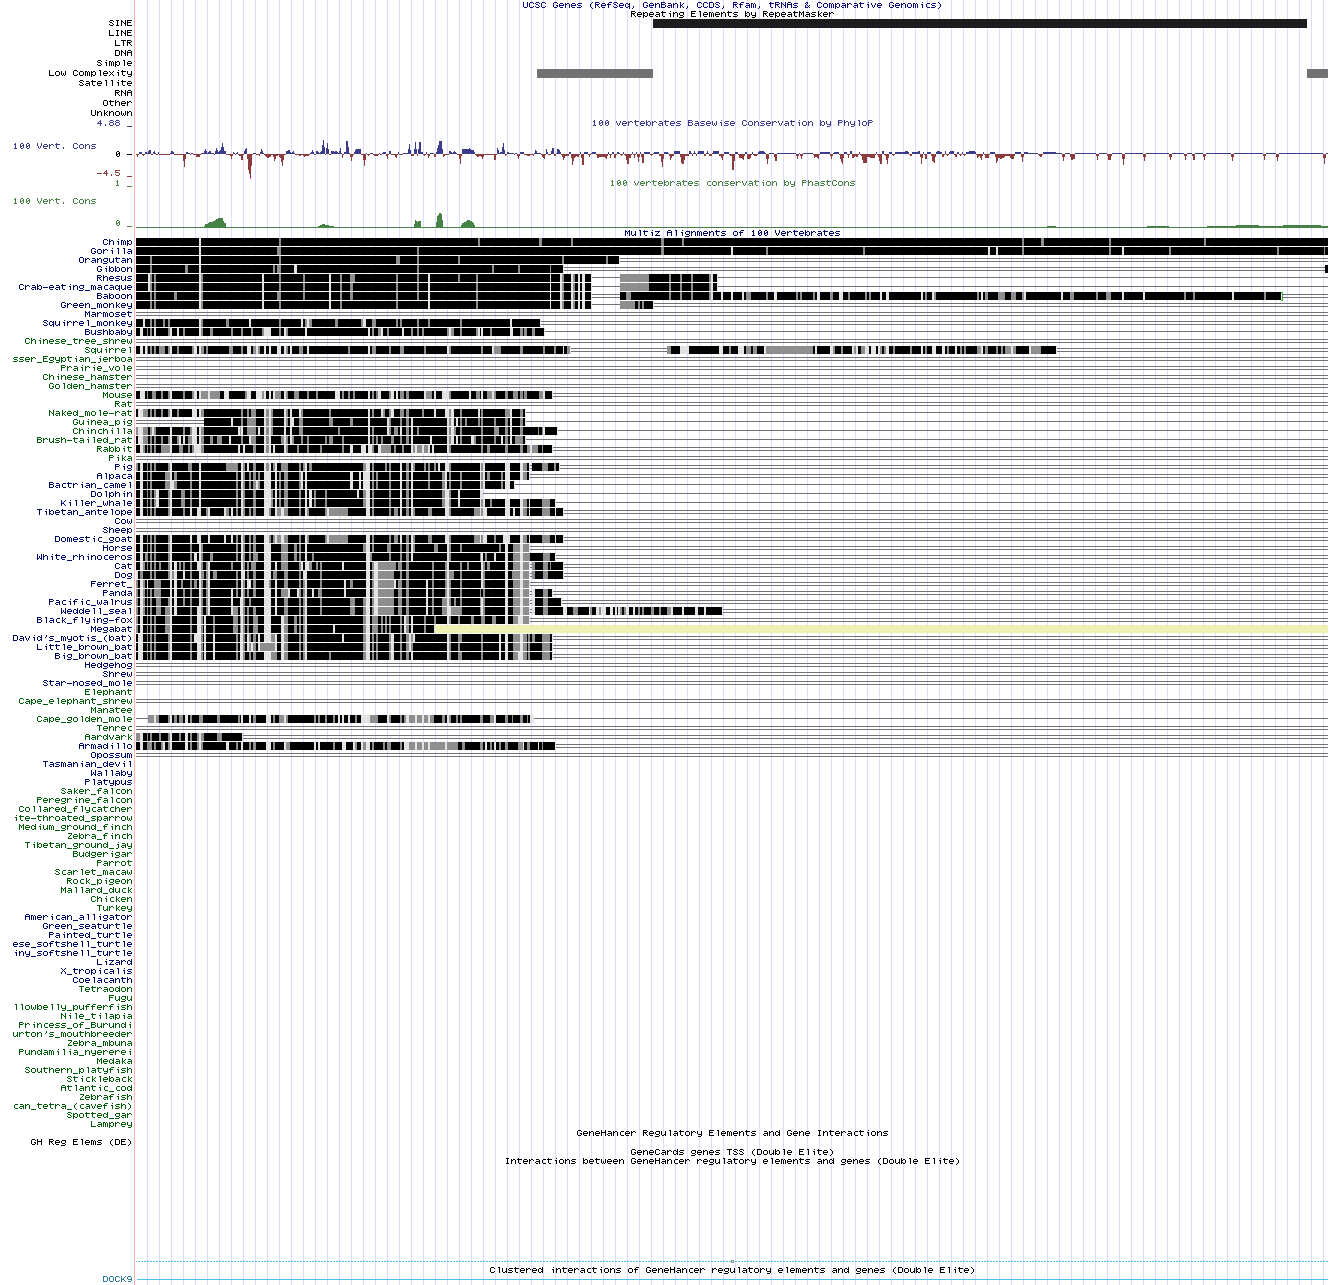 UCSC Genes (RefSeq, GenBank, CCDS, Rfam, tRNAs & Comparative Genomics)
Repeating Elements by RepeatMasker
SINE
LINE
LTR
DNA
Simple
Low Complexity
Satellite
RNA
Other
Unknown
4.88 _
100 vertebrates Basewise Conservation by PhyloP
100 Vert. Cons
0 _
-4.5 _
1 _
100 vertebrates conservation by PhastCons
100 Vert. Cons
0 _
Multiz Alignments of 100 Vertebrates
Chimp
Gorilla
Orangutan
Gibbon
Rhesus
Crab-eating_macaque
Baboon
Green_monkey
Marmoset
Squirrel_monkey
Bushbaby
Chinese_tree_shrew
Squirrel
sser_Egyptian_jerboa
Prairie_vole
Chinese_hamster
Golden_hamster
Mouse
Rat
Naked_mole-rat
Guinea_pig
Chinchilla
Brush-tailed_rat
Rabbit
Pika
Pig
Alpaca
Bactrian_camel
Dolphin
Killer_whale
Tibetan_antelope
Cow
Sheep
Domestic_goat
Horse
White_rhinoceros
Cat
Dog
Ferret_
Panda
Pacific_walrus
Weddell_seal
Black_flying-fox
Megabat
David's_myotis_(bat)
Little_brown_bat
Big_brown_bat
Hedgehog
Shrew
Star-nosed_mole
Elephant
Cape_elephant_shrew
Manatee
Cape_golden_mole
Tenrec
Aardvark
Armadillo
Opossum
Tasmanian_devil
Wallaby
Platypus
Saker_falcon
Peregrine_falcon
Collared_flycatcher
ite-throated_sparrow
Medium_ground_finch
Zebra_finch
Tibetan_ground_jay
Budgerigar
Parrot
Scarlet_macaw
Rock_pigeon
Mallard_duck
Chicken
Turkey
American_alligator
Green_seaturtle
Painted_turtle
ese_softshell_turtle
iny_softshell_turtle
Lizard
X_tropicalis
Coelacanth
Tetraodon
Fugu
llowbelly_pufferfish
Nile_tilapia
Princess_of_Burundi
urton's_mouthbreeder
Zebra_mbuna
Pundamilia_nyererei
Medaka
Southern_platyfish
Stickleback
Atlantic_cod
Zebrafish
can_tetra_(cavefish)
Spotted_gar
Lamprey
GeneHancer Regulatory Elements and Gene Interactions
GH Reg Elems (DE)
GeneCards genes TSS (Double Elite)
Interactions between GeneHancer regulatory elements and genes (Double Elite)
Clustered interactions of GeneHancer regulatory elements and genes (Double Elite)
DOCK9